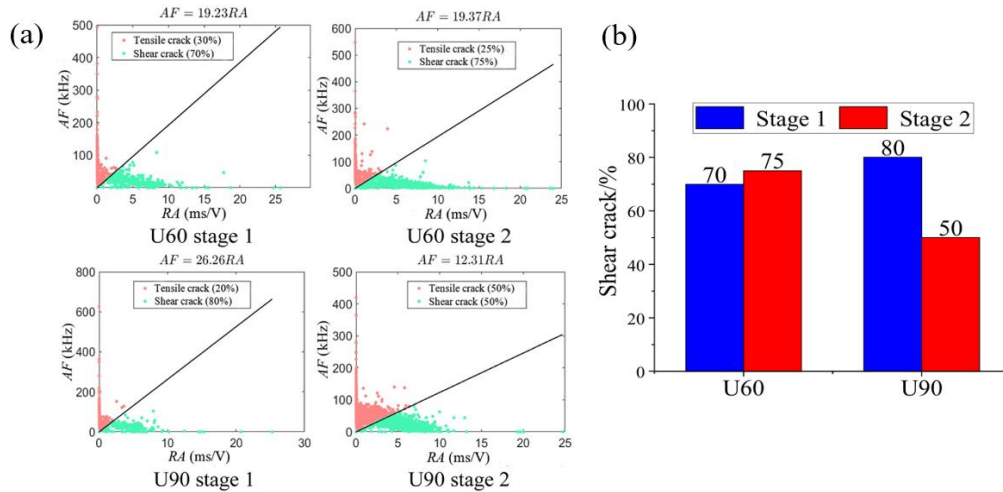 (a)
AF = 19.23RA
500
400
300
200
100
0
AF (kHz)
Tensile crack (30%)
Shear crack (70%)
0 5 10 15 20 25 30
RA (ms/V)
U60 stage 1
AF = 19.37RA
600
500
400
300
200
100
0
AF (kHz)
Tensile crack (25%)
Shear crack (75%)
0 5 10 15 20 25
RA (ms/V)
U60 stage 2
AF = 26.26RA
800
600
400
200
0
AF (kHz)
Tensile crack (20%)
Shear crack (80%)
0 10 20 30
RA (ms/V)
U90 stage 1
AF = 12.31RA
500
400
300
200
100
0
AF (kHz)
Tensile crack (50%)
Shear crack (50%)
0 5 10 15 20 25
RA (ms/V)
U90 stage 2
(b)
100
80
60
40
20
0
Shear crack/%
Stage 1 Stage 2
70 75 80 50
U60 U90